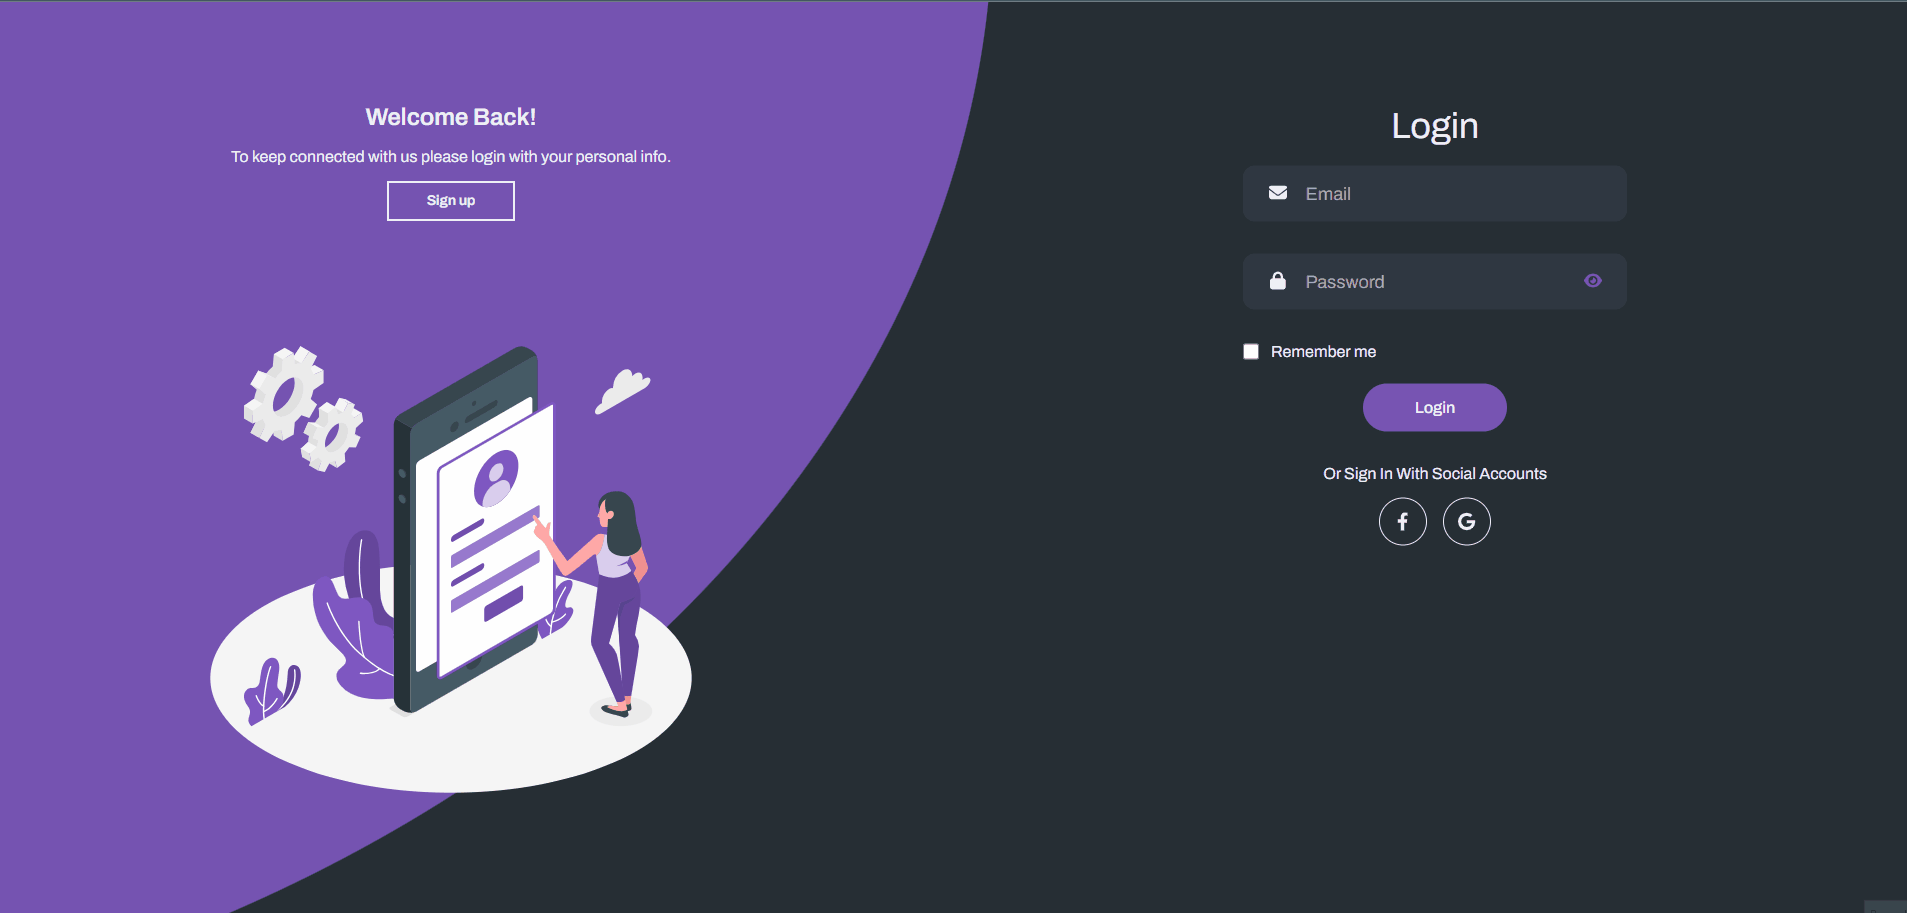 Welcome Back!
To keep connected with us please login with your personal info.
Sign up
Login
Email
Password
Remember me
Login
Or Sign In With Social Accounts